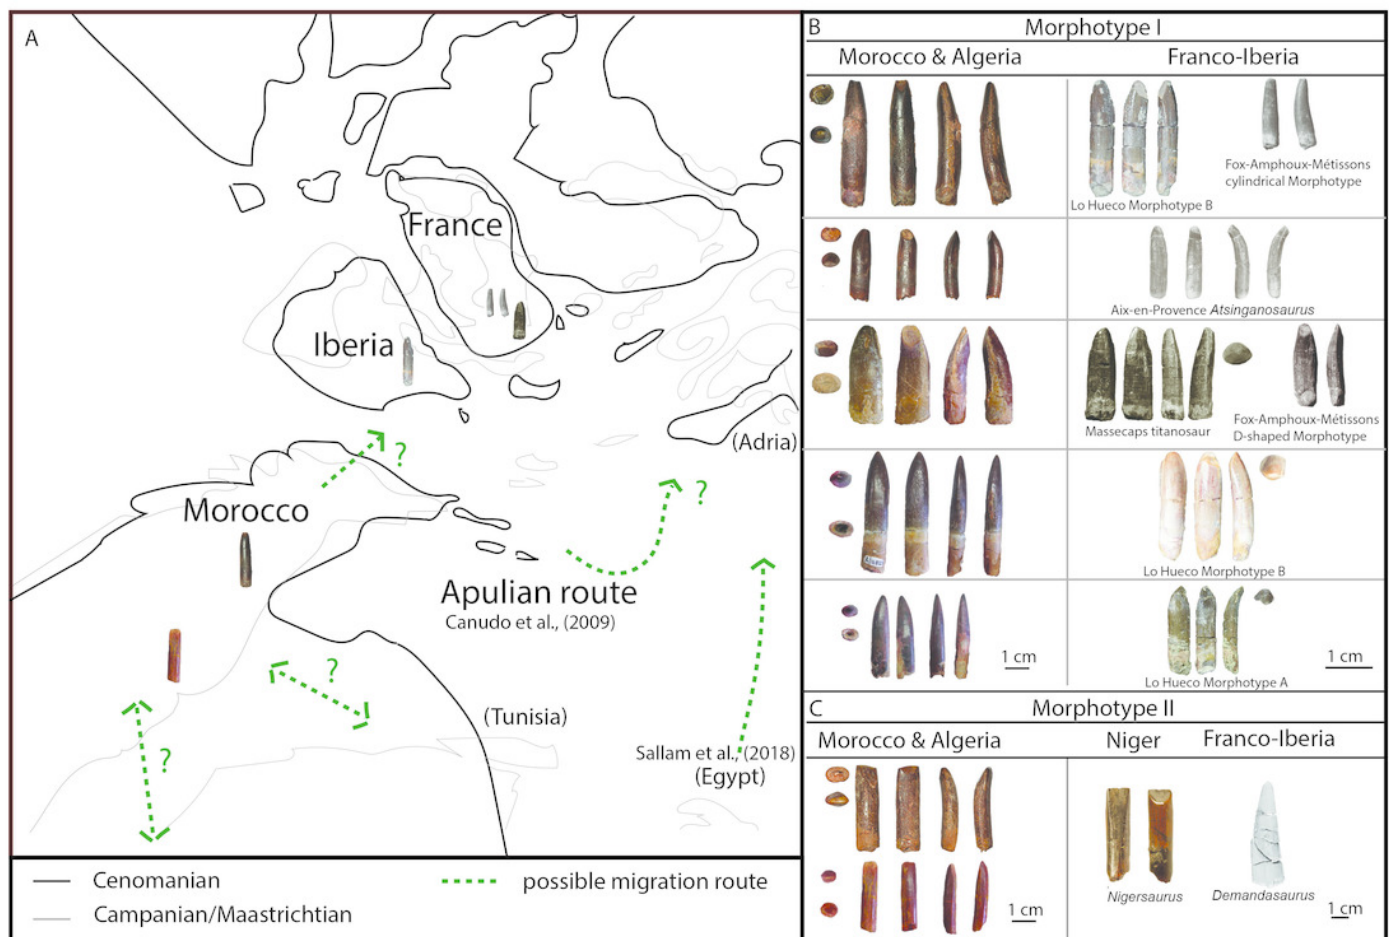 A
France
Iberia
(Adria)
?
?
Morocco
Apulian route
Canudo et al., (2009)
?
(Tunisia)
?
Sallam et al., (2018)
(Egypt)
Cenomanian
possible migration route
Campanian/Maastrichtian
B
Morphotype I
Morocco & Algeria
Franco-Iberia
Fox-Amphoux-Métissons
cylindrical Morphotype
Lo Hueco Morphotype B
Aix-en-Provence Atsinganosaurus
Massecaps titanosaur
Fox-Amphoux-Métissons
D-shaped Morphotype
Lo Hueco Morphotype B
1 cm
1 cm
Lo Hueco Morphotype A
C
Morphotype II
Morocco & Algeria
Niger
Franco-Iberia
Nigersaurus
Demandasaurus
1 cm
1 cm